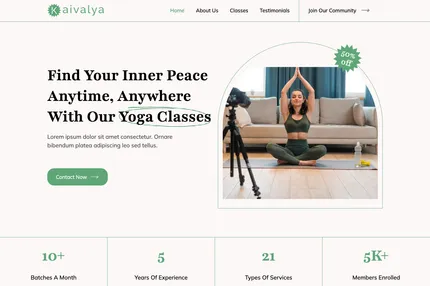 K aivalya
Home About Us Classes Testimonials Join Our Community
50%
off
Find Your Inner Peace
Anytime, Anywhere
With Our Yoga Classes
Lorem ipsum dolor sit amet consectetur. Ornare
bibendum platea adipiscing leo sed tellus.
Contact Now
10+ 5 21 5K+
Batches A Month Years Of Experience Types Of Services Members Enrolled